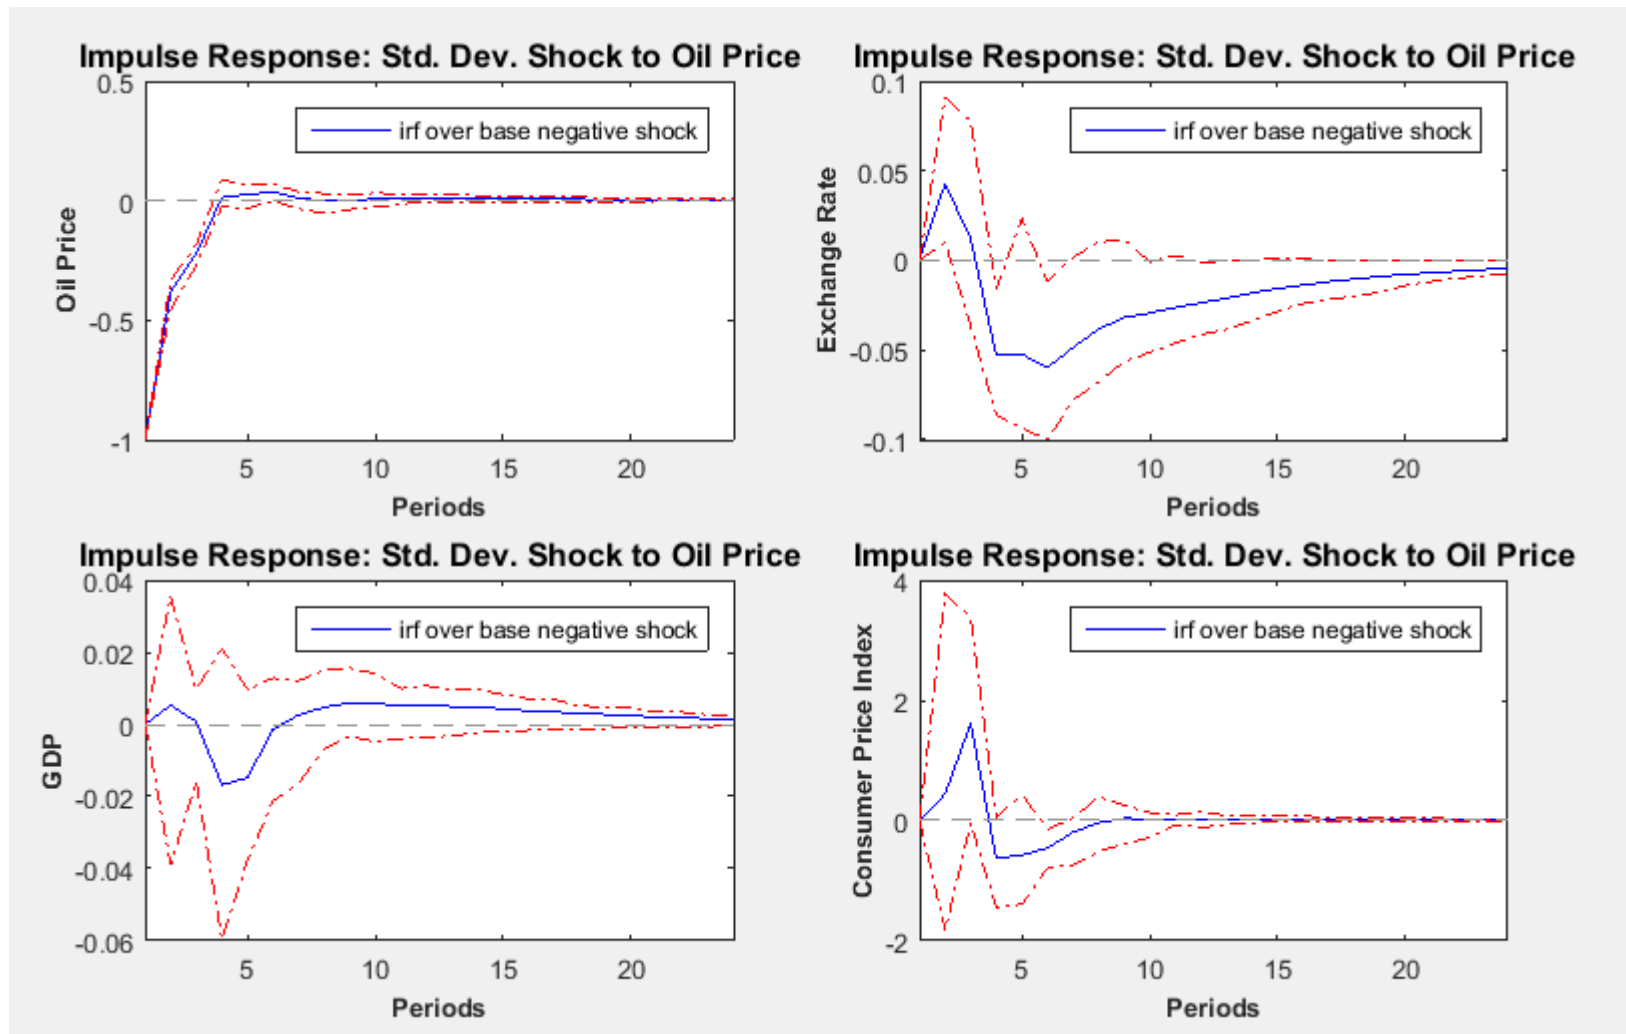 Impulse Response: Std. Dev. Shock to Oil Price
0.5
0
-0.5
-1
Oil Price
irf over base negative shock
5 10 15 20
Periods
Impulse Response: Std. Dev. Shock to Oil Price
0.1
0.05
0
-0.05
-0.1
Exchange Rate
irf over base negative shock
5 10 15 20
Periods
Impulse Response: Std. Dev. Shock to Oil Price
0.04
0.02
0
-0.02
-0.04
-0.06
GDP
irf over base negative shock
5 10 15 20
Periods
Impulse Response: Std. Dev. Shock to Oil Price
4
2
0
-2
Consumer Price Index
irf over base negative shock
5 10 15 20
Periods